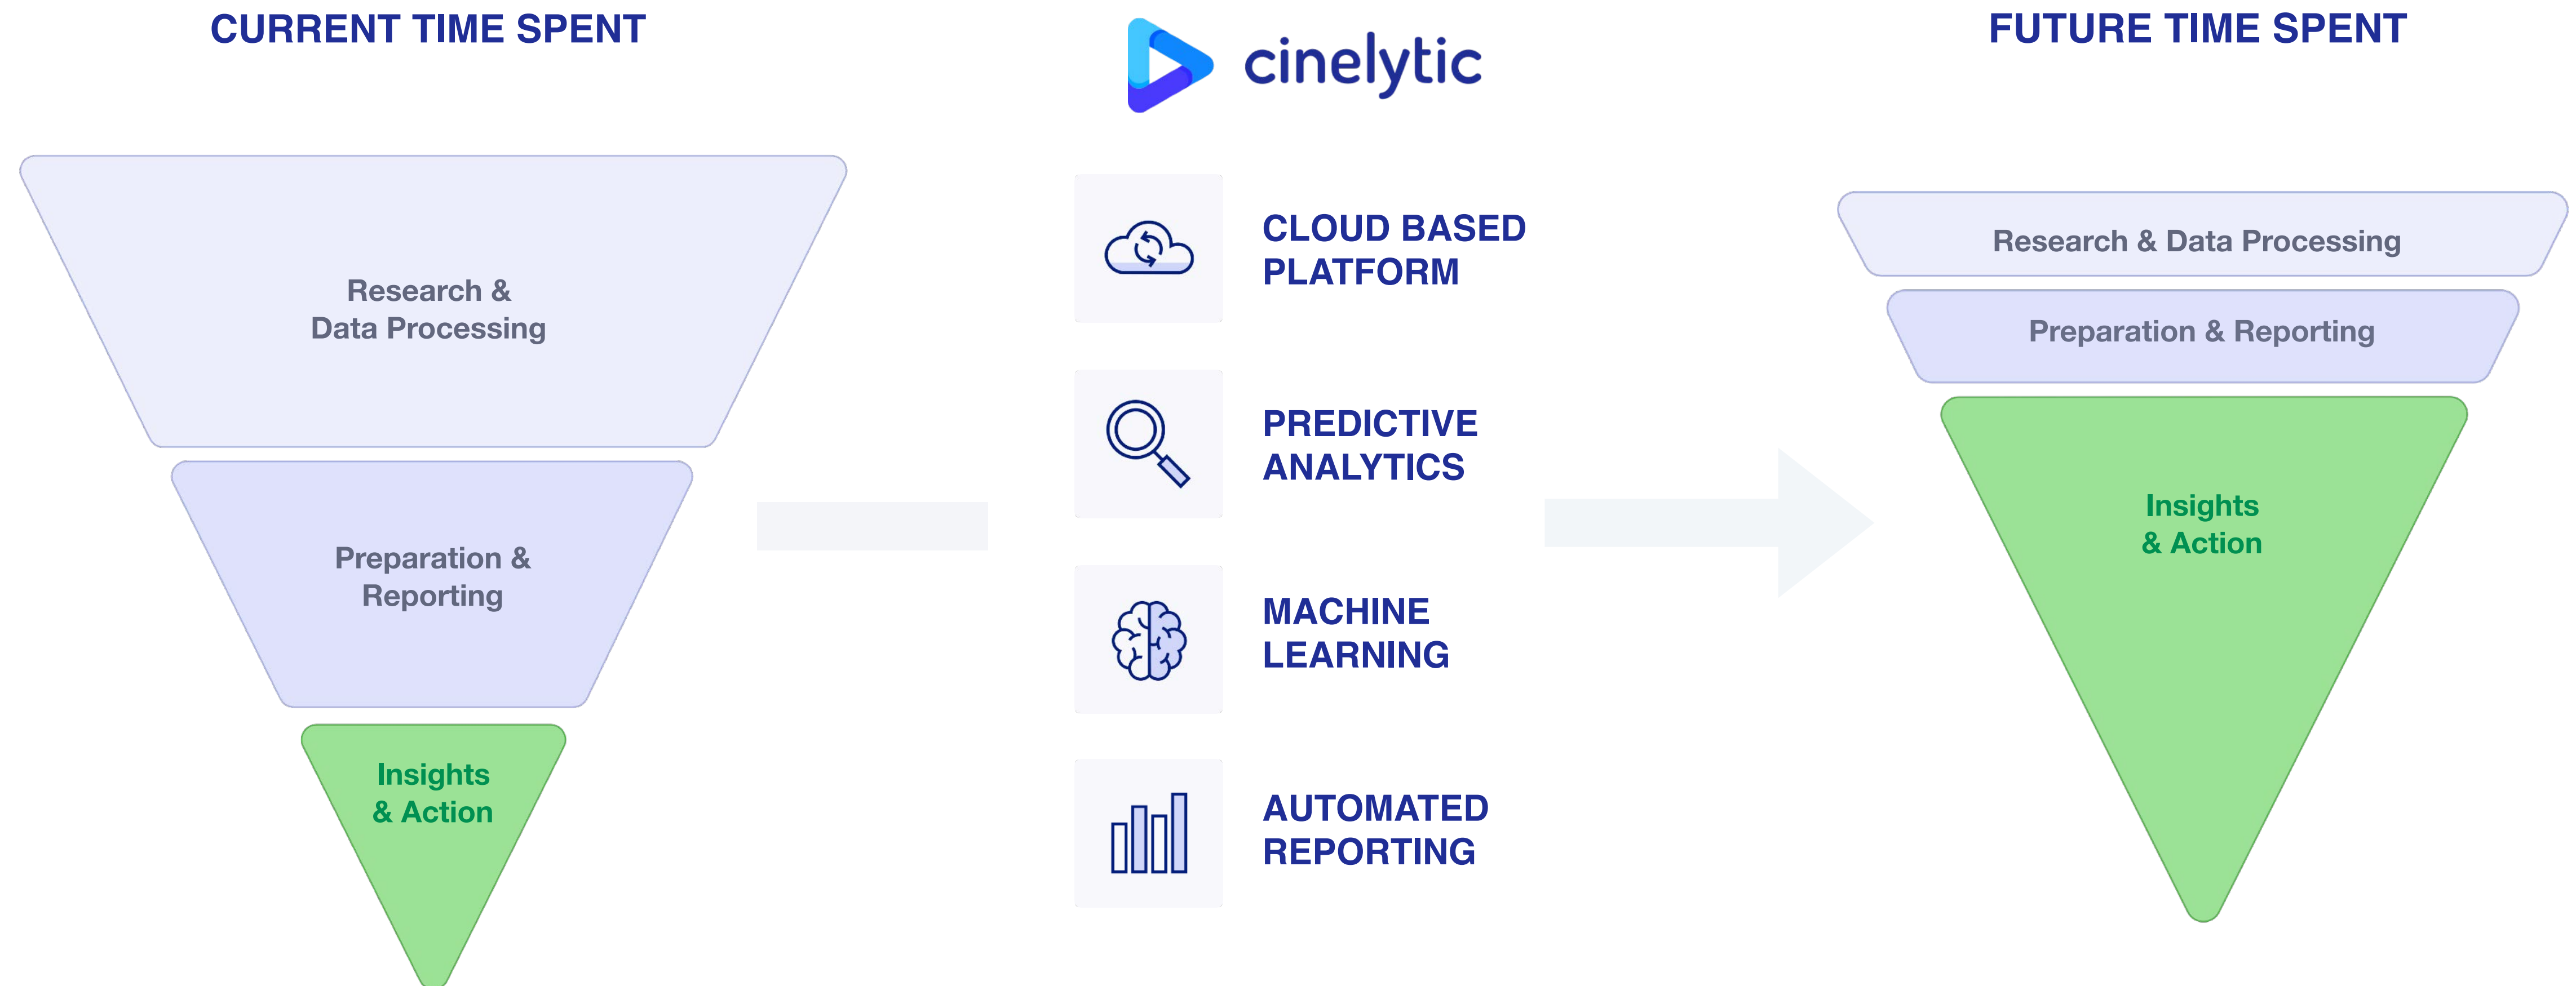 CURRENT TIME SPENT
Research &
Data Processing
Preparation &
Reporting
Insights
& Action
cinelytic
CLOUD BASED
PLATFORM
PREDICTIVE
ANALYTICS
MACHINE
LEARNING
AUTOMATED
REPORTING
FUTURE TIME SPENT
Research & Data Processing
Preparation & Reporting
Insights
& Action